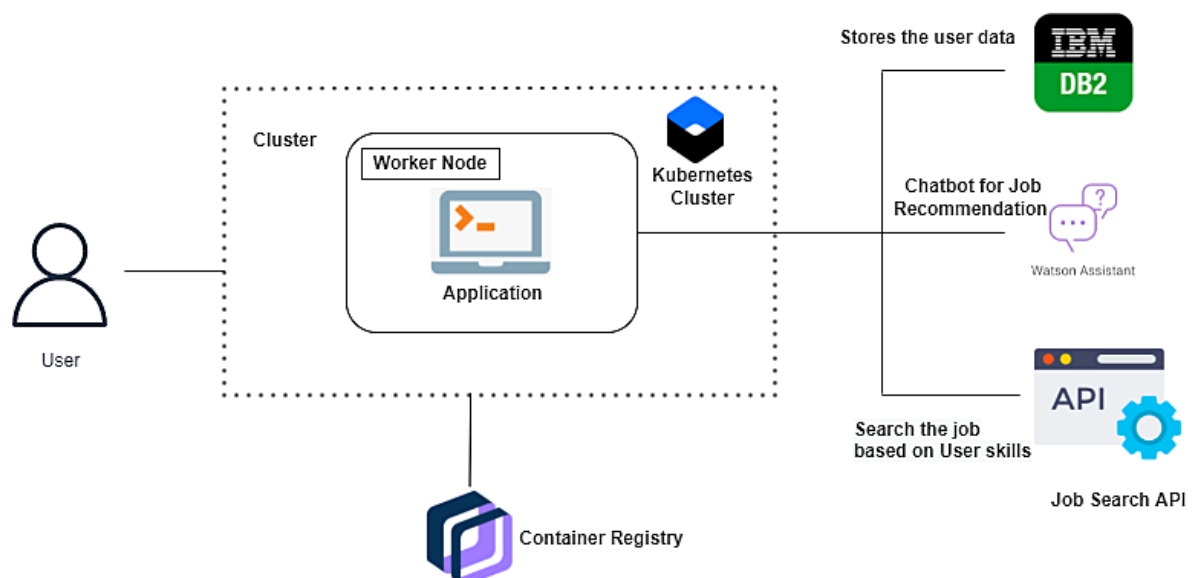 Stores the user data
IBM
DB2
Cluster
Worker Node
Kubernetes
Cluster
Application
Chatbot for Job
Recommendation
?
Watson Assistant
User
API
Search the job
based on User skills
Job Search API
Container Registry